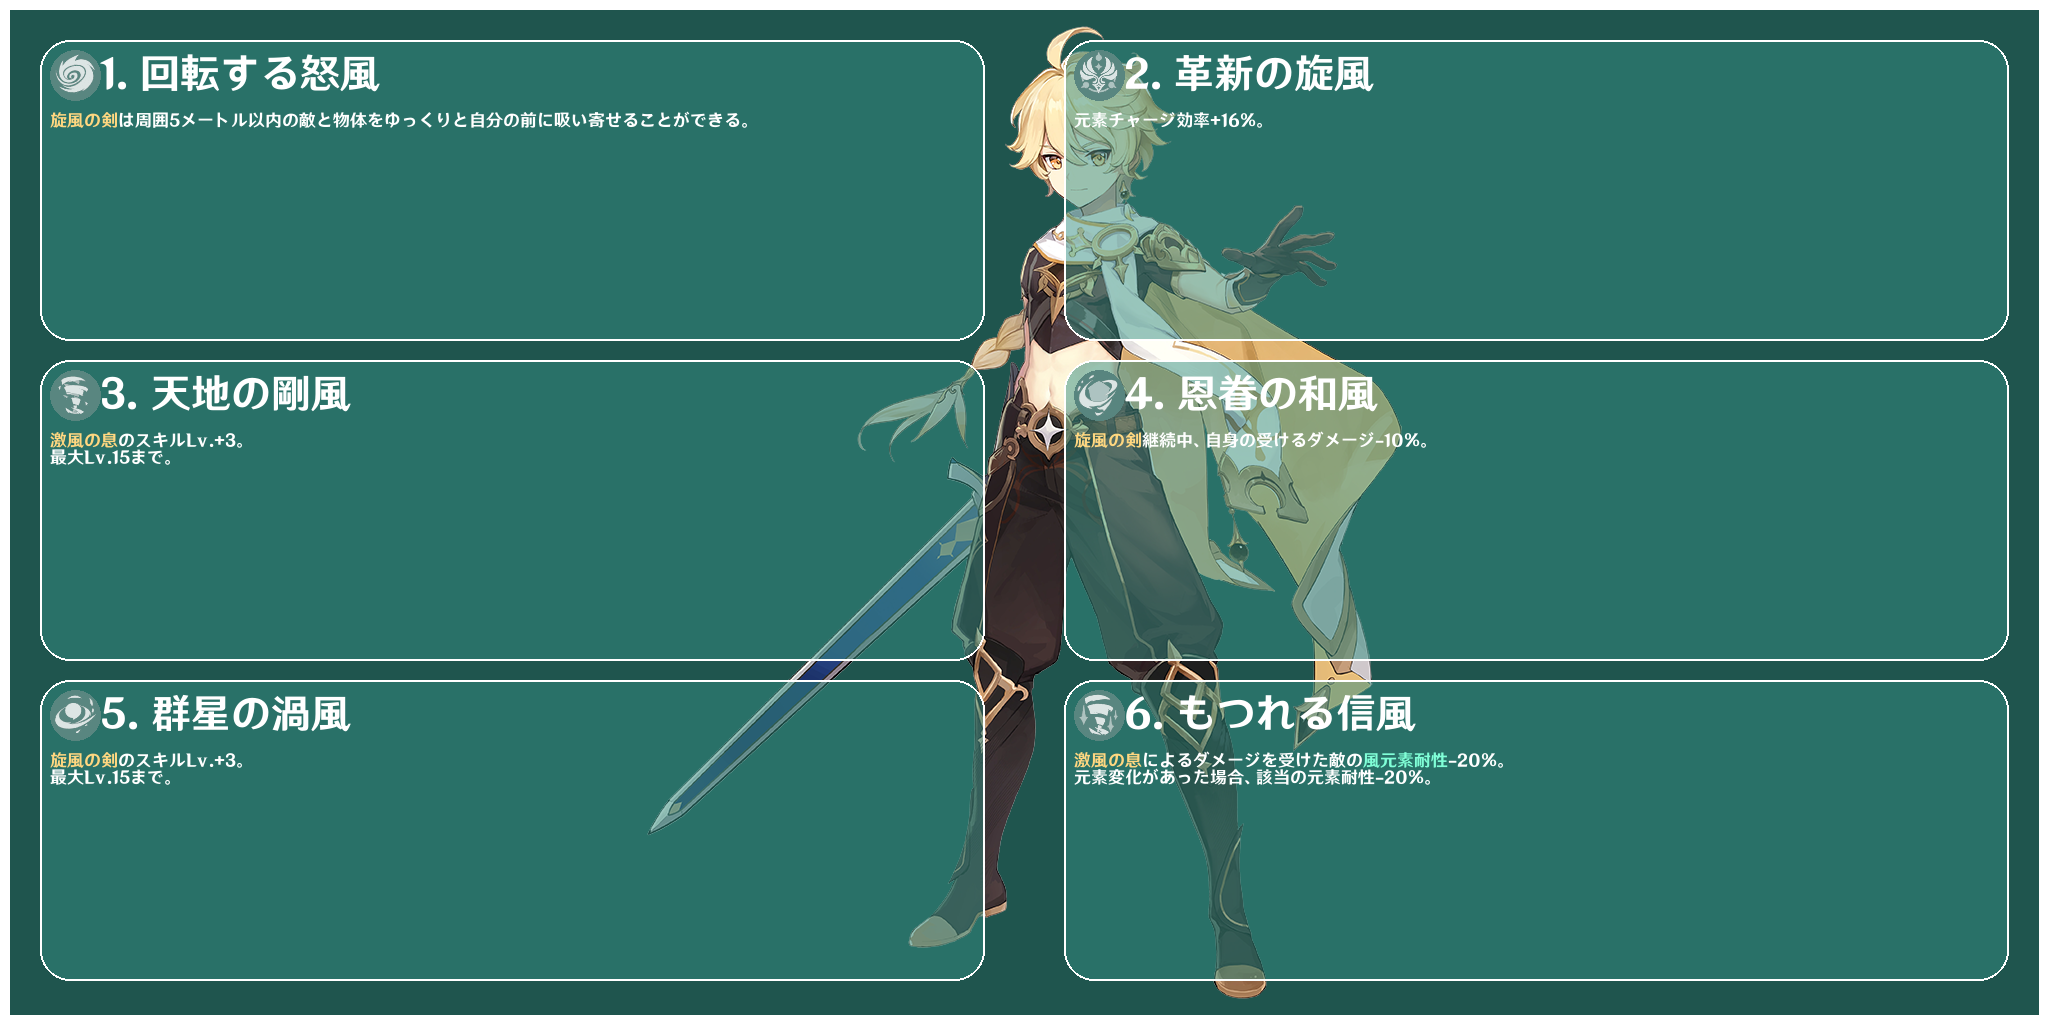 1. 回転する怒風
旋風の剣は周囲5メートル以内の敵と物体をゆっくりと自分の前に吸い寄せることができる。
2. 革新の旋風
元素チャージ効率+16%。
3. 天地の剛風
激風の息のスキルLv.+3。
最大Lv.15まで。
4. 恩眷の和風
旋風の剣継続中、自身の受けるダメージ-10%。
5. 群星の渦風
旋風の剣のスキルLv.+3。
最大Lv.15まで。
6. もつれる信風
激風の息によるダメージを受けた敵の風元素耐性-20%。
元素変化があった場合、該当の元素耐性-20%。